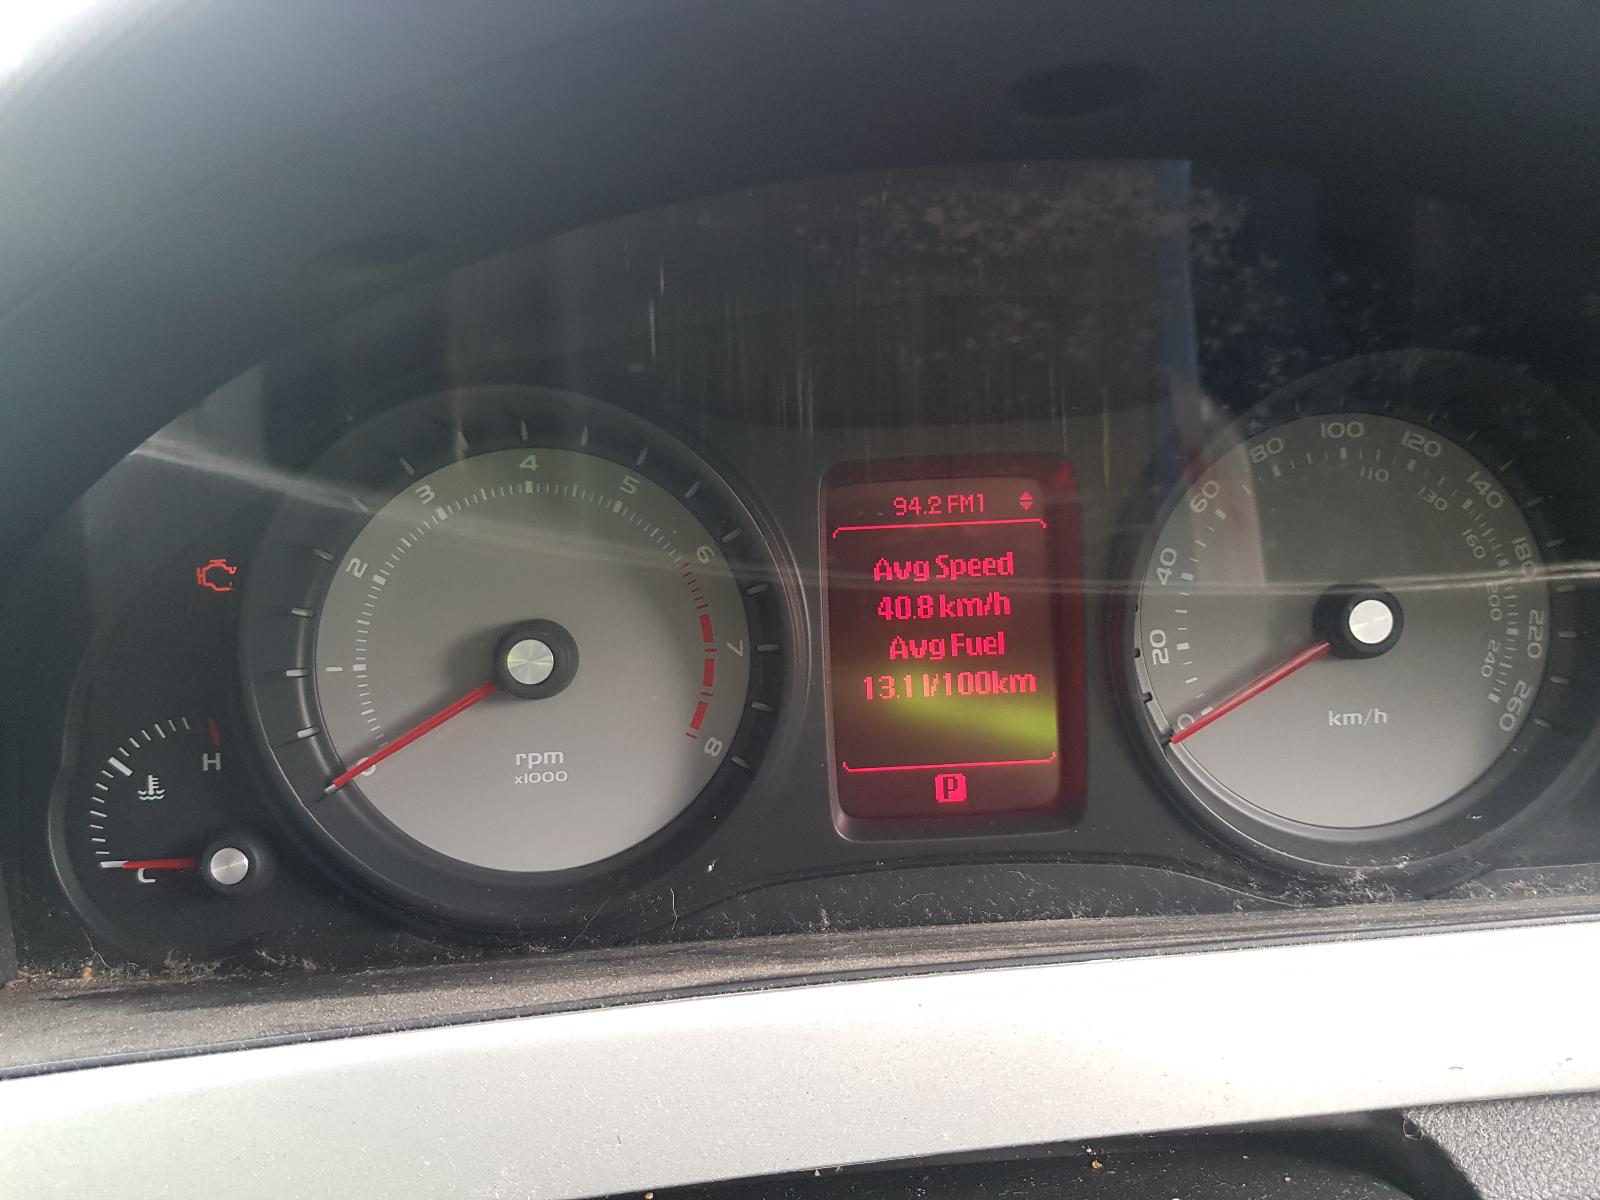 94.2 FM1
Avg Speed
40.8 km/h
Avg Fuel
13.1 l/100km
P
0
1
2
3
4
5
6
7
8
rpm
x1000
H
C
0
20
40
60
80
100
120
140
180
220
260
110
130
160
200
240
km/h